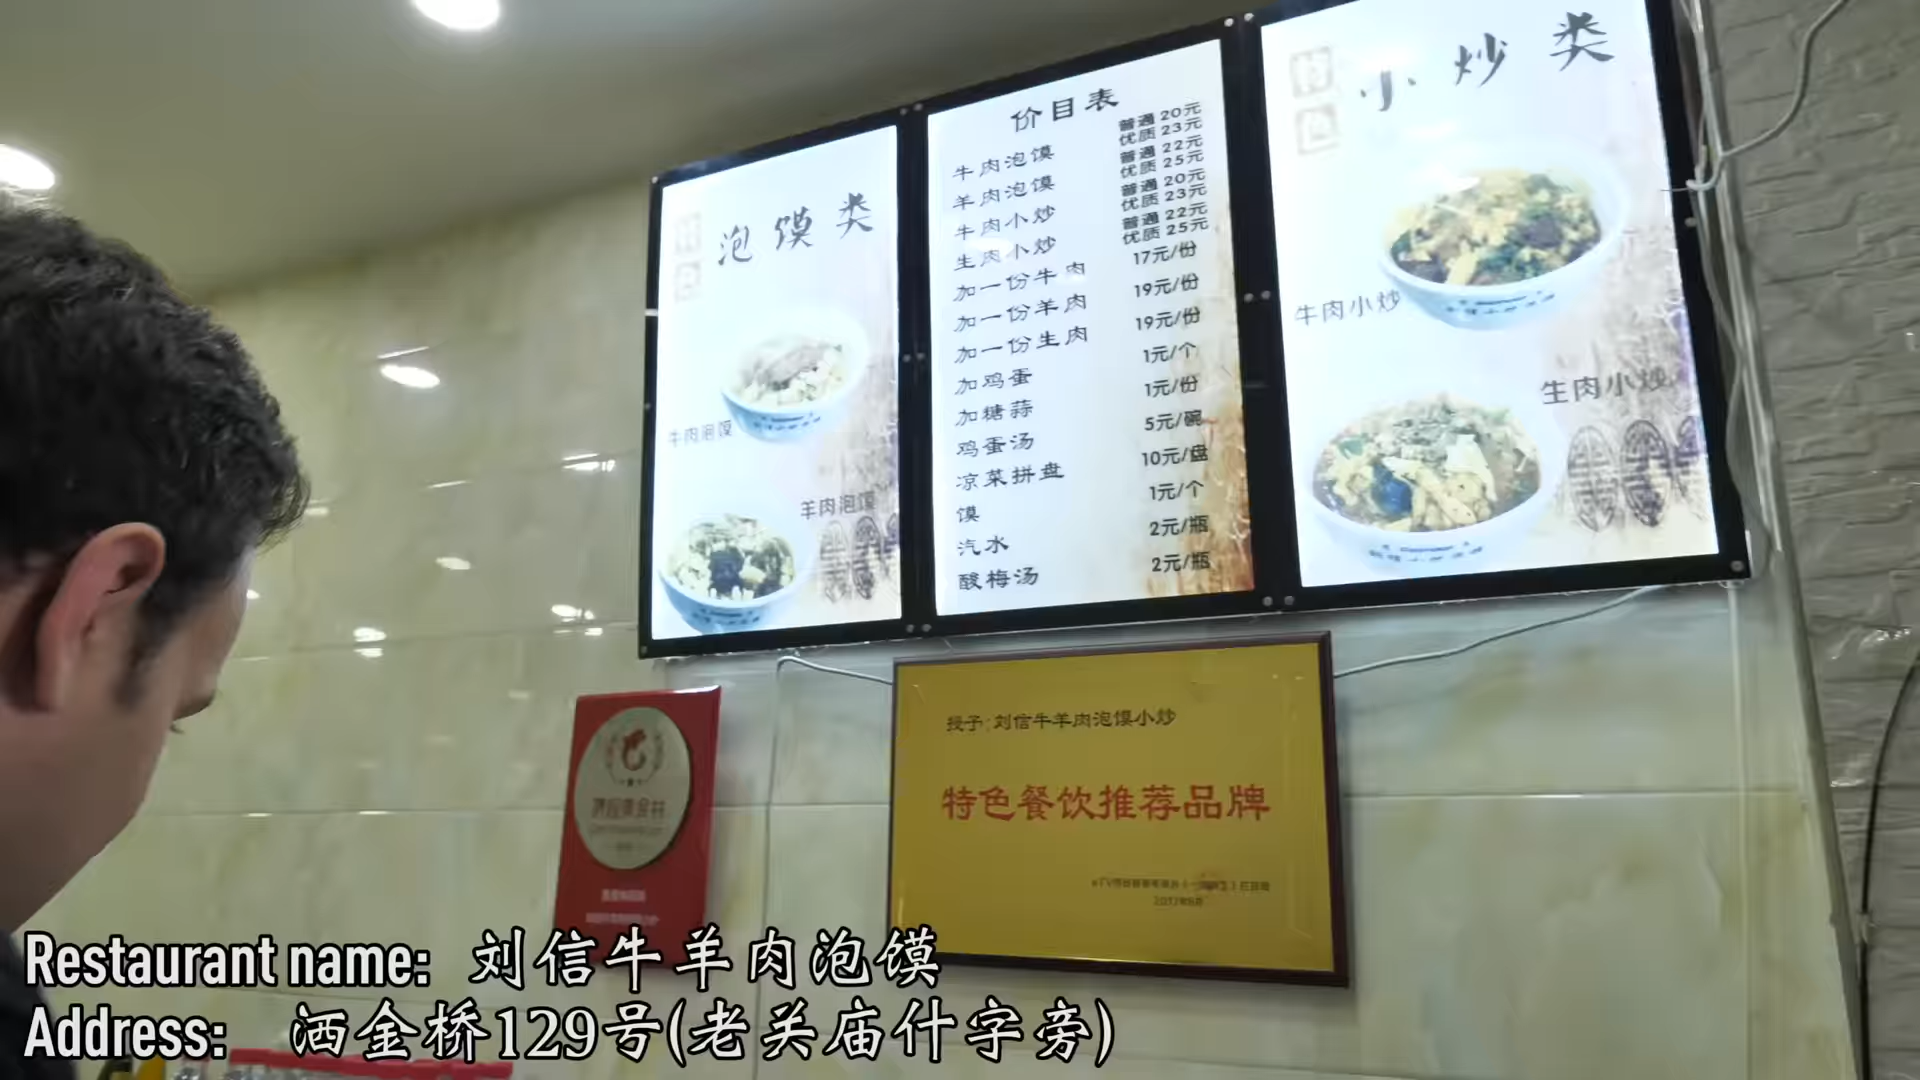 泡馍类
牛肉泡馍
羊肉泡馍
价目表
牛肉泡馍 普通 20元
优质 23元
羊肉泡馍 普通 22元
优质 25元
牛肉小炒 普通 20元
优质 23元
生肉小炒 普通 22元
优质 25元
加一份牛肉 17元/份
加一份羊肉 19元/份
加一份生肉 19元/份
加鸡蛋 1元/个
加糖蒜 1元/份
鸡蛋汤 5元/碗
凉菜拼盘 10元/盘
馍 1元/个
汽水 2元/瓶
酸梅汤 2元/瓶
特色
小炒类
牛肉小炒
生肉小炒
授予:刘信牛羊肉泡馍小炒
特色餐饮推荐品牌
Restaurant name: 刘信牛羊肉泡馍
Address: 洒金桥129号(老关庙什字旁)